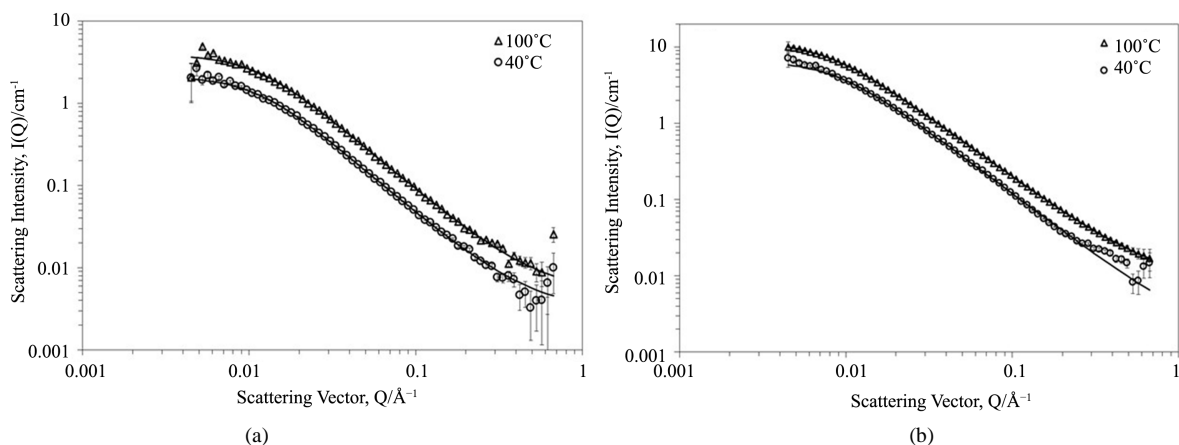 10
1
0.1
0.01
0.001
0.001
0.01
0.1
1
Scattering Intensity, I(Q)/cm⁻¹
Scattering Vector, Q/Å⁻¹
100˚C
40˚C
(a)
10
1
0.1
0.01
0.001
0.001
0.01
0.1
1
Scattering Intensity, I(Q)/cm⁻¹
Scattering Vector, Q/Å⁻¹
100˚C
40˚C
(b)